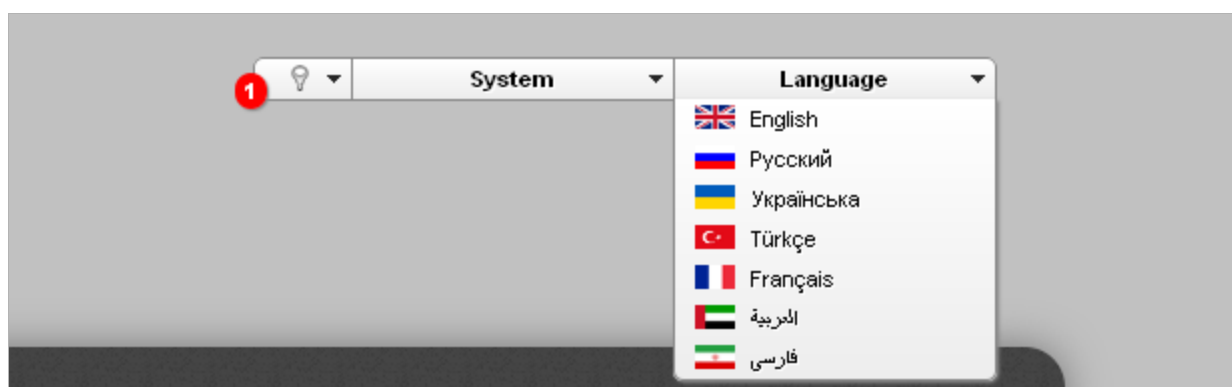 1
System
Language
English
Русский
Українська
Türkçe
Français
العربية
فارسی